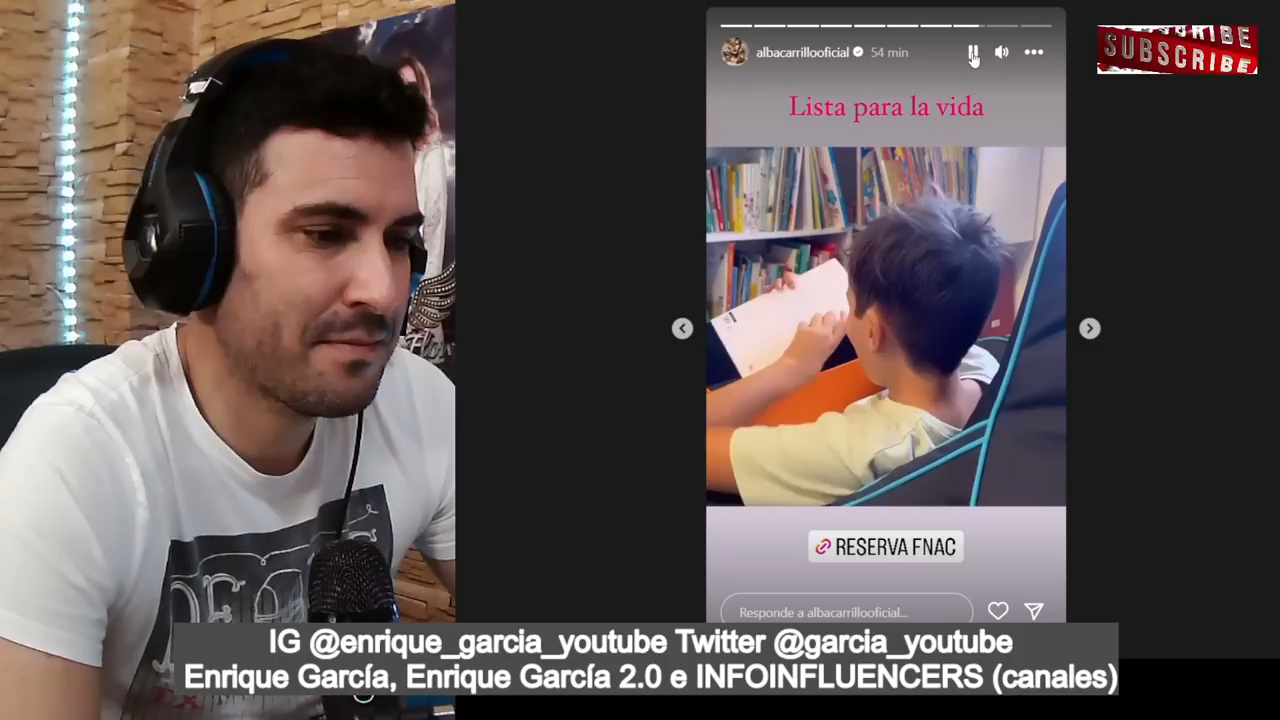 albacarrillooficial 54 min
SUBSCRIBE
Lista para la vida
RESERVA FNAC
Responde a albacarrillooficial...
IG @enrique_garcia_youtube Twitter @garcia_youtube
Enrique García, Enrique García 2.0 e INFOINFLUENCERS (canales)